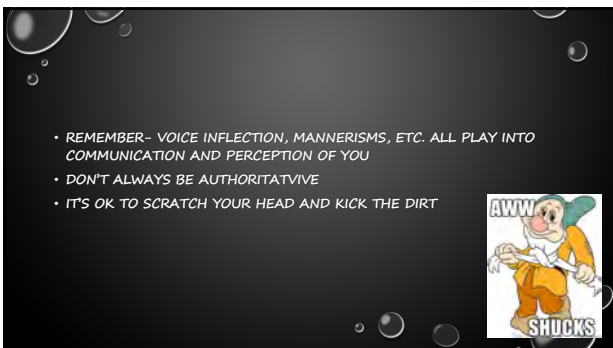 • REMEMBER- VOICE INFLECTION, MANNERISMS, ETC. ALL PLAY INTO
COMMUNICATION AND PERCEPTION OF YOU
• DON'T ALWAYS BE AUTHORITATVIVE
• IT'S OK TO SCRATCH YOUR HEAD AND KICK THE DIRT
AWW
SHUCKS